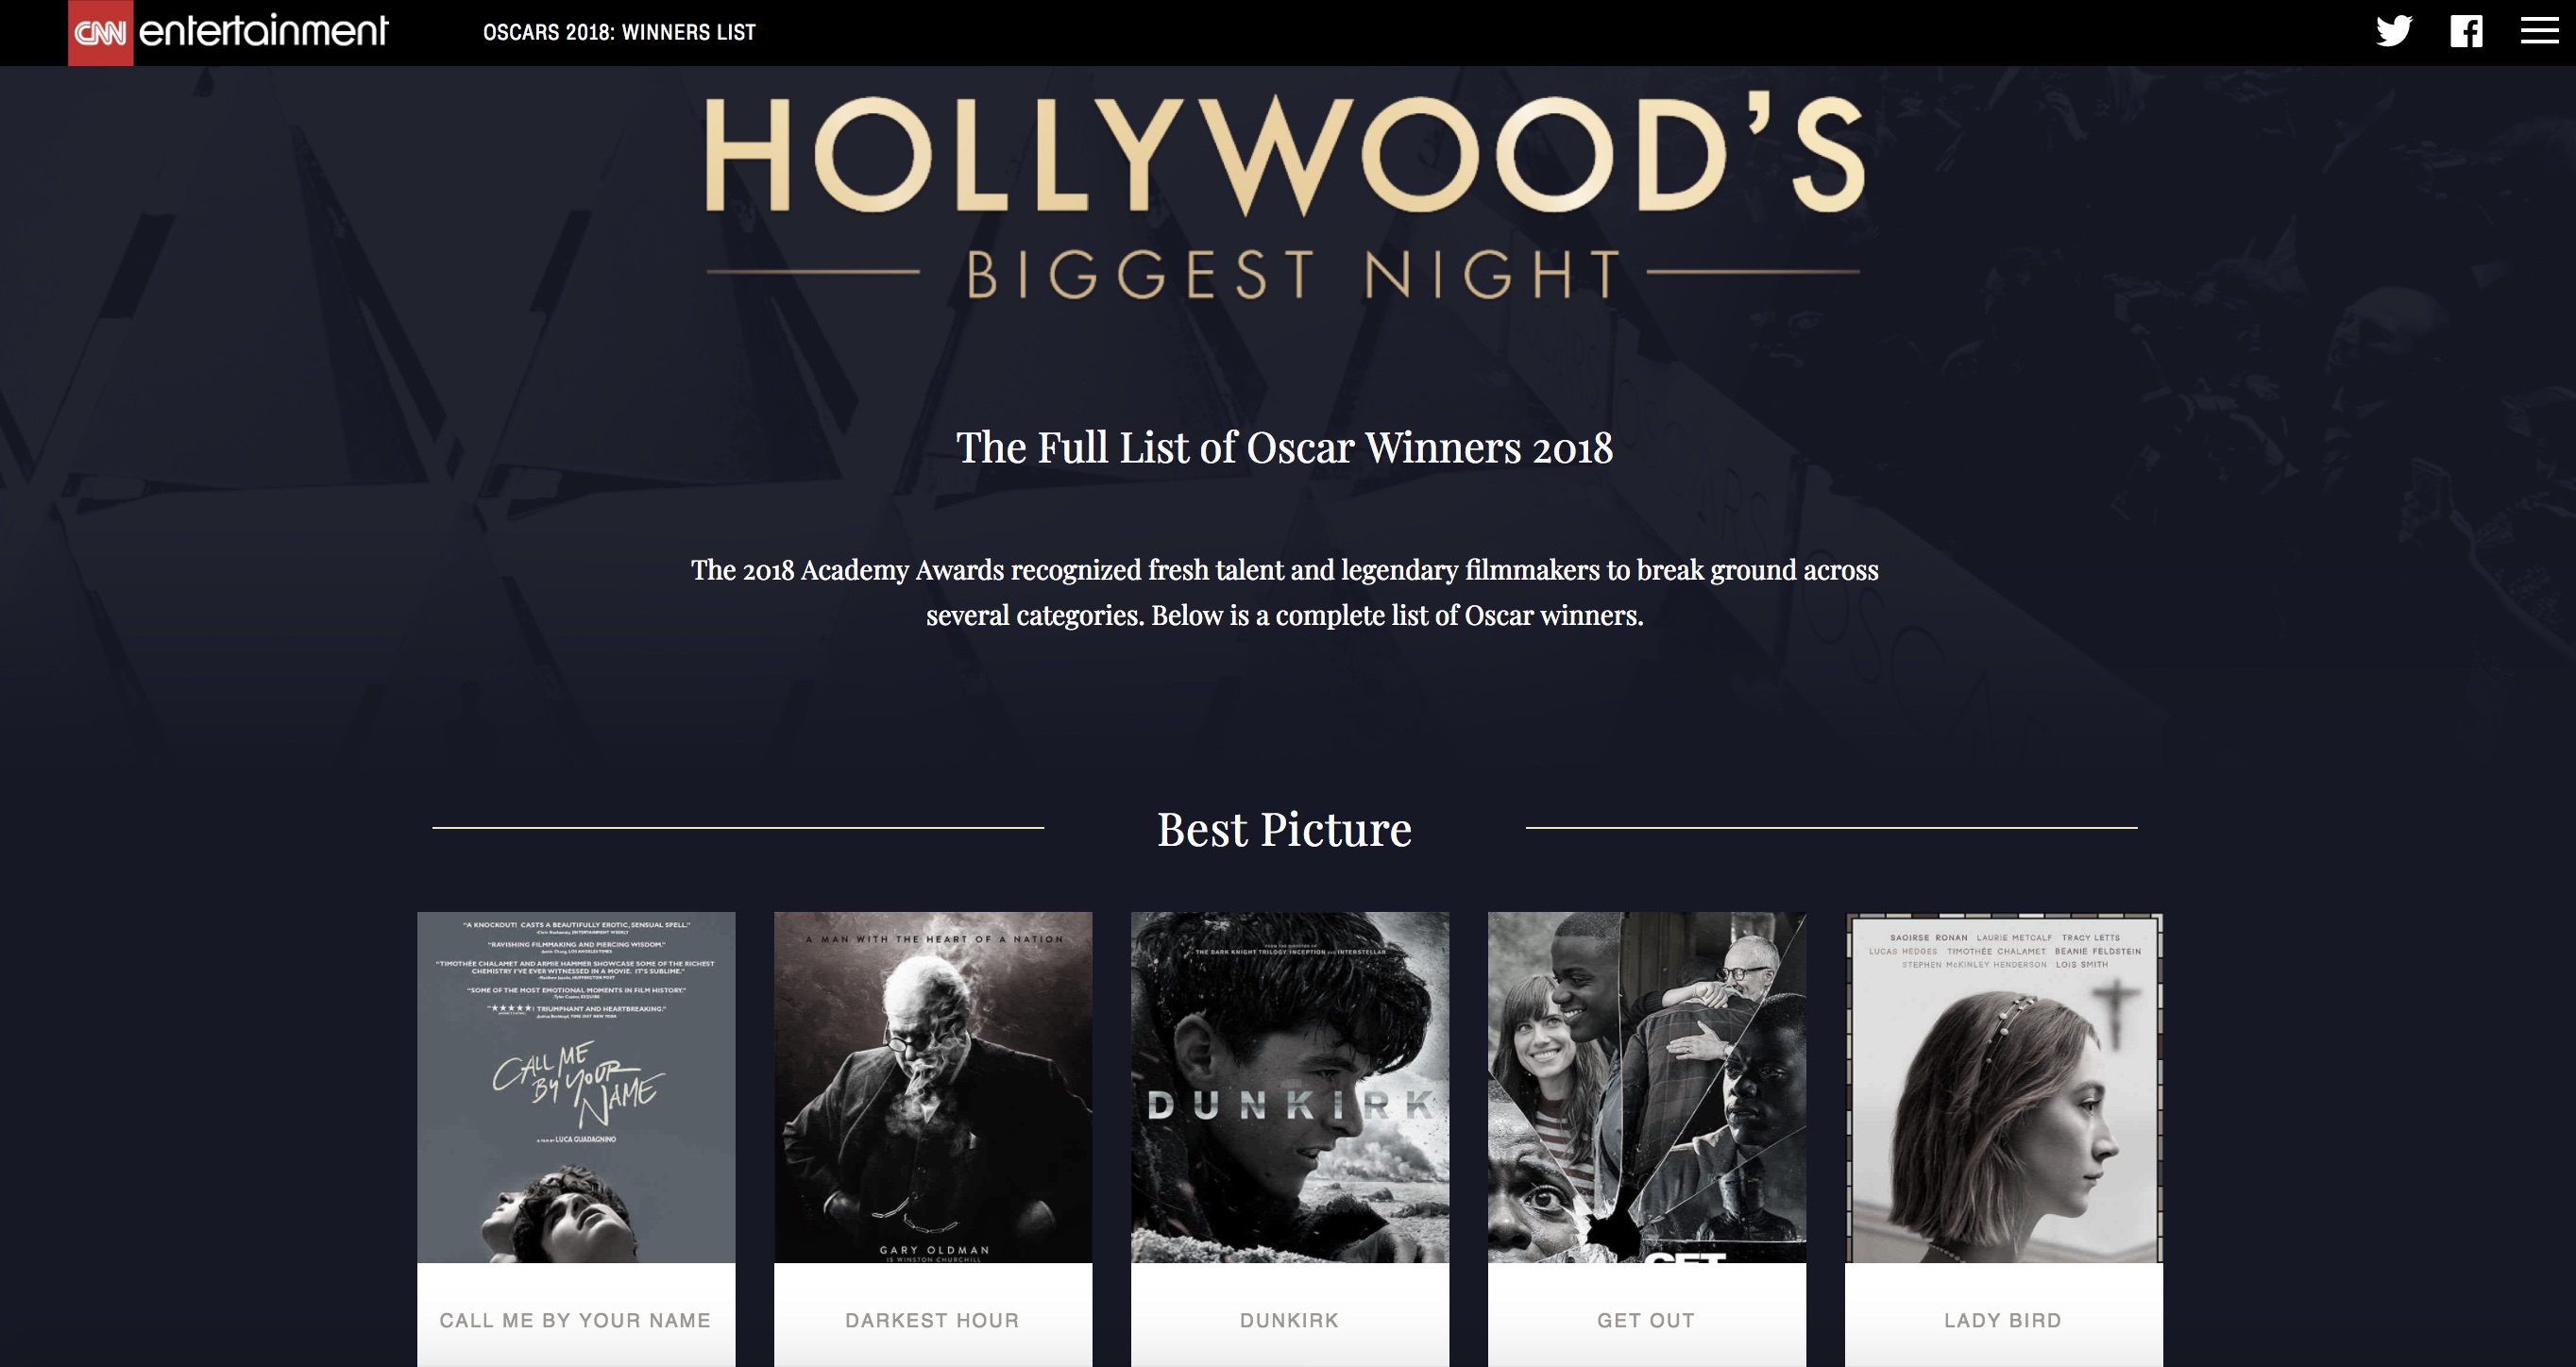 CNN entertainment
OSCARS 2018: WINNERS LIST
HOLLYWOOD'S
BIGGEST NIGHT
The Full List of Oscar Winners 2018
The 2018 Academy Awards recognized fresh talent and legendary filmmakers to break ground across
several categories. Below is a complete list of Oscar winners.
Best Picture
"A KNOCKOUT! CASTS A BEAUTIFULLY EROTIC, SENSUAL SPELL."
"RAVISHING FILMMAKING AND PIERCING WISDOM."
"TIMOTHÉE CHALAMET AND ARMIE HAMMER SHOWCASE SOME OF THE RICHEST
CHEMISTRY I'VE EVER WITNESSED IN A MOVIE. IT'S SUBLIME."
"SOME OF THE MOST EMOTIONAL MOMENTS IN FILM HISTORY."
"★★★★★! TRIUMPHANT AND HEARTBREAKING."
CALL ME
BY YOUR
NAME
A FILM BY LUCA GUADAGNINO
CALL ME BY YOUR NAME
A MAN WITH THE HEART OF A NATION
GARY OLDMAN
IS WINSTON CHURCHILL
DARKEST HOUR
FROM THE DIRECTOR OF
THE DARK KNIGHT TRILOGY, INCEPTION AND INTERSTELLAR
DUNKIRK
DUNKIRK
GET
GET OUT
SAOIRSE RONAN LAURIE METCALF TRACY LETTS
LUCAS HEDGES TIMOTHÉE CHALAMET BEANIE FELDSTEIN
STEPHEN McKINLEY HENDERSON LOIS SMITH
LADY BIRD